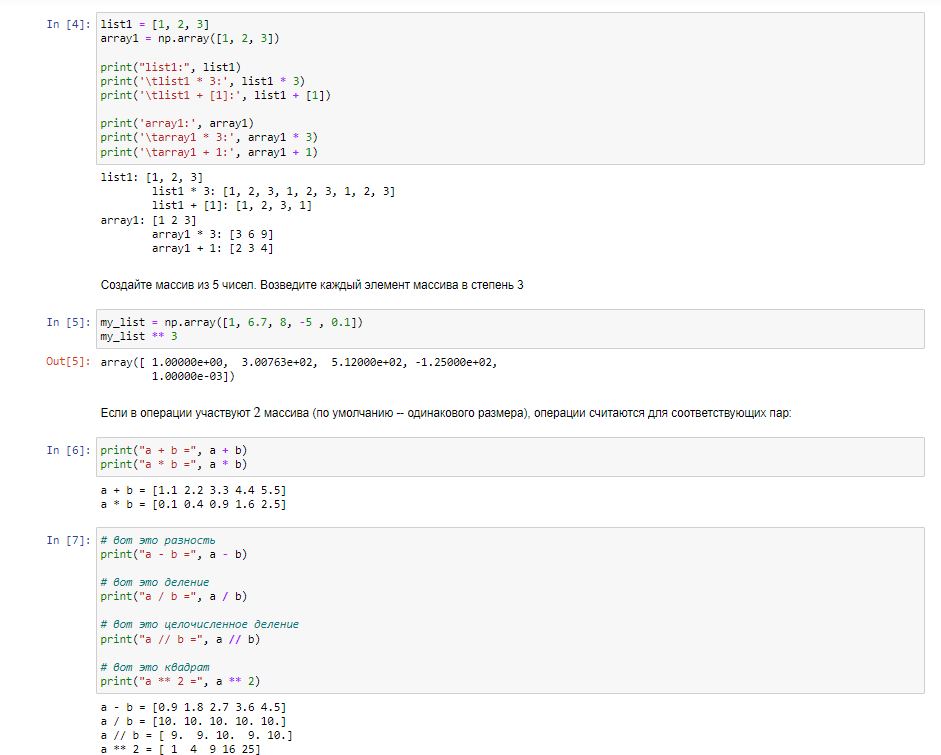 In [4]: list1 = [1, 2, 3]
array1 = np.array([1, 2, 3])
print("list1:", list1)
print('\tlist1 * 3:', list1 * 3)
print('\tlist1 + [1]:', list1 + [1])
print('array1:', array1)
print('\tarray1 * 3:', array1 * 3)
print('\tarray1 + 1:', array1 + 1)
list1: [1, 2, 3]
list1 * 3: [1, 2, 3, 1, 2, 3, 1, 2, 3]
list1 + [1]: [1, 2, 3, 1]
array1: [1 2 3]
array1 * 3: [3 6 9]
array1 + 1: [2 3 4]
Создайте массив из 5 чисел. Возведите каждый элемент массива в степень 3
In [5]: my_list = np.array([1, 6.7, 8, -5 , 0.1])
my_list ** 3
Out[5]: array([ 1.00000e+00,  3.00763e+02,  5.12000e+02, -1.25000e+02,
1.00000e-03])
Если в операции участвуют 2 массива (по умолчанию -- одинакового размера), операции считаются для соответствующих пар:
In [6]: print("a + b =", a + b)
print("a * b =", a * b)
a + b = [1.1 2.2 3.3 4.4 5.5]
a * b = [0.1 0.4 0.9 1.6 2.5]
In [7]: # вот это разность
print("a - b =", a - b)
# вот это деление
print("a / b =", a / b)
# вот это целочисленное деление
print("a // b =", a // b)
# вот это квадрат
print("a ** 2 =", a ** 2)
a - b = [0.9 1.8 2.7 3.6 4.5]
a / b = [10. 10. 10. 10. 10.]
a // b = [ 9.  9. 10.  9. 10.]
a ** 2 = [ 1  4  9 16 25]